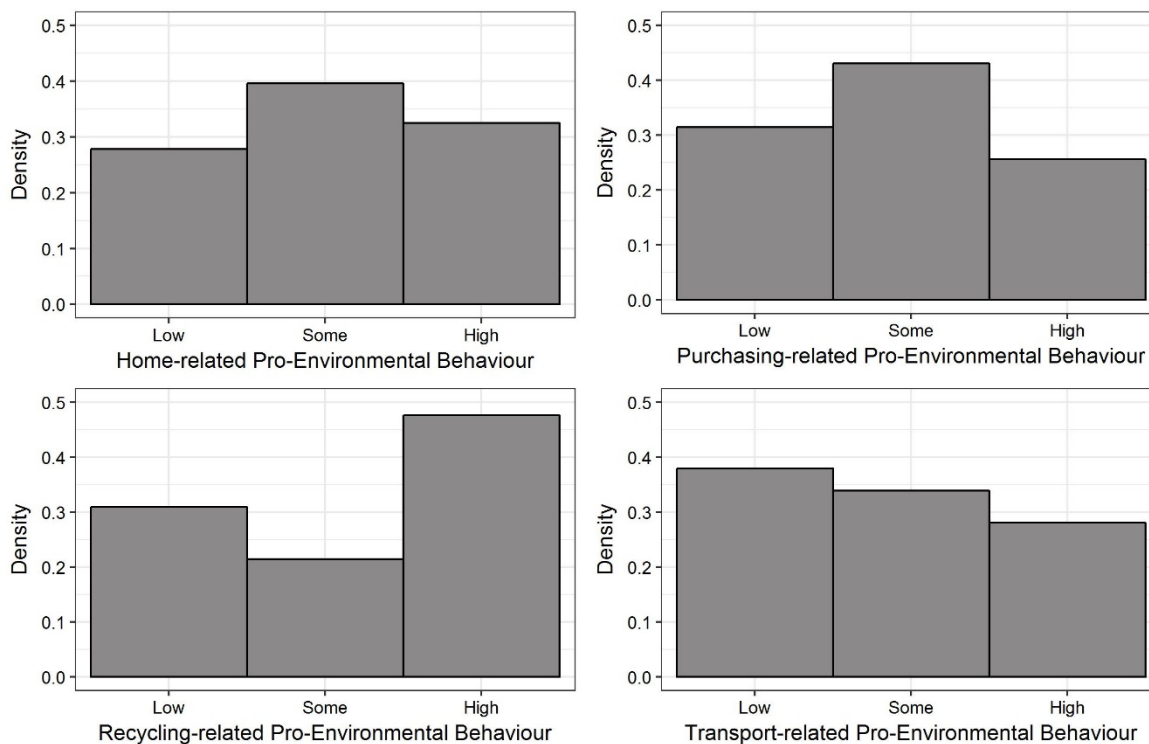 0.5
0.4
0.3
0.2
0.1
0.0
Density
Low Some High
Home-related Pro-Environmental Behaviour
0.5
0.4
0.3
0.2
0.1
0.0
Density
Low Some High
Purchasing-related Pro-Environmental Behaviour
0.5
0.4
0.3
0.2
0.1
0.0
Density
Low Some High
Recycling-related Pro-Environmental Behaviour
0.5
0.4
0.3
0.2
0.1
0.0
Density
Low Some High
Transport-related Pro-Environmental Behaviour